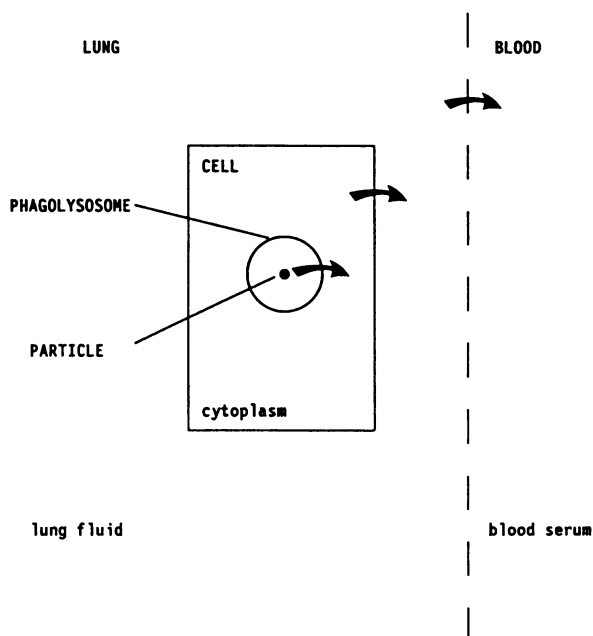 LUNG
BLOOD
CELL
PHAGOLYSOSOME
PARTICLE
cytoplasm
lung fluid
blood serum